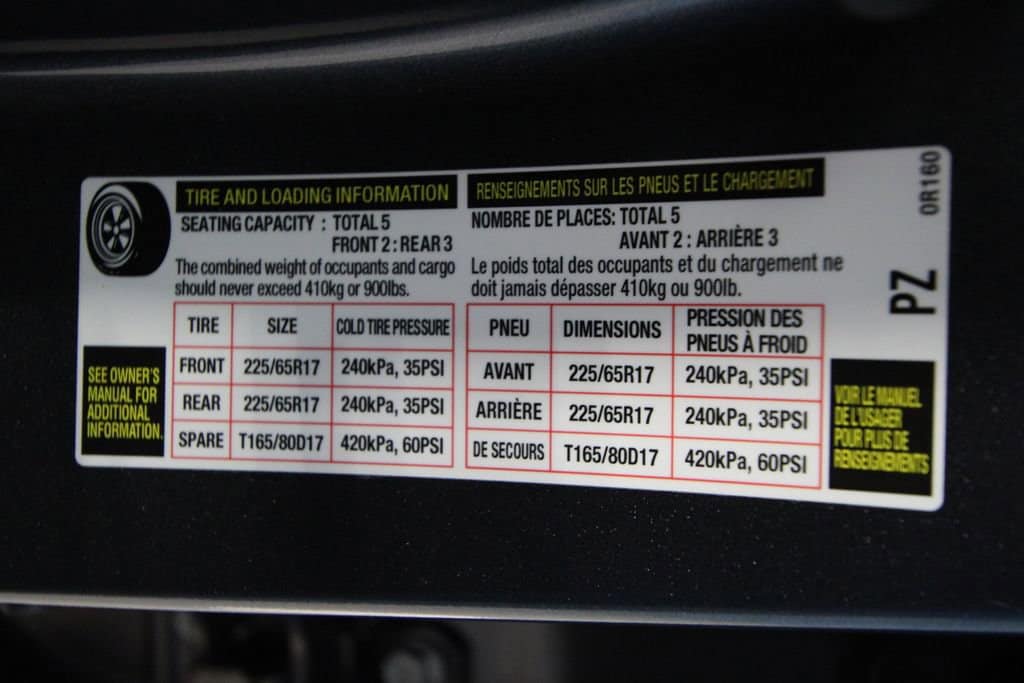 TIRE AND LOADING INFORMATION
SEATING CAPACITY : TOTAL 5
FRONT 2 : REAR 3
The combined weight of occupants and cargo
should never exceed 410kg or 900lbs.
TIRE SIZE COLD TIRE PRESSURE
FRONT 225/65R17 240kPa, 35PSI
REAR 225/65R17 240kPa, 35PSI
SPARE T165/80D17 420kPa, 60PSI
SEE OWNER'S
MANUAL FOR
ADDITIONAL
INFORMATION.
RENSEIGNEMENTS SUR LES PNEUS ET LE CHARGEMENT
NOMBRE DE PLACES: TOTAL 5
AVANT 2 : ARRIÈRE 3
Le poids total des occupants et du chargement ne
doit jamais dépasser 410kg ou 900lb.
PNEU DIMENSIONS PRESSION DES
PNEUS À FROID
AVANT 225/65R17 240kPa, 35PSI
ARRIÈRE 225/65R17 240kPa, 35PSI
DE SECOURS T165/80D17 420kPa, 60PSI
VOIR LE MANUEL
DE L'USAGER
POUR PLUS DE
RENSEIGNEMENTS
0R160
PZ